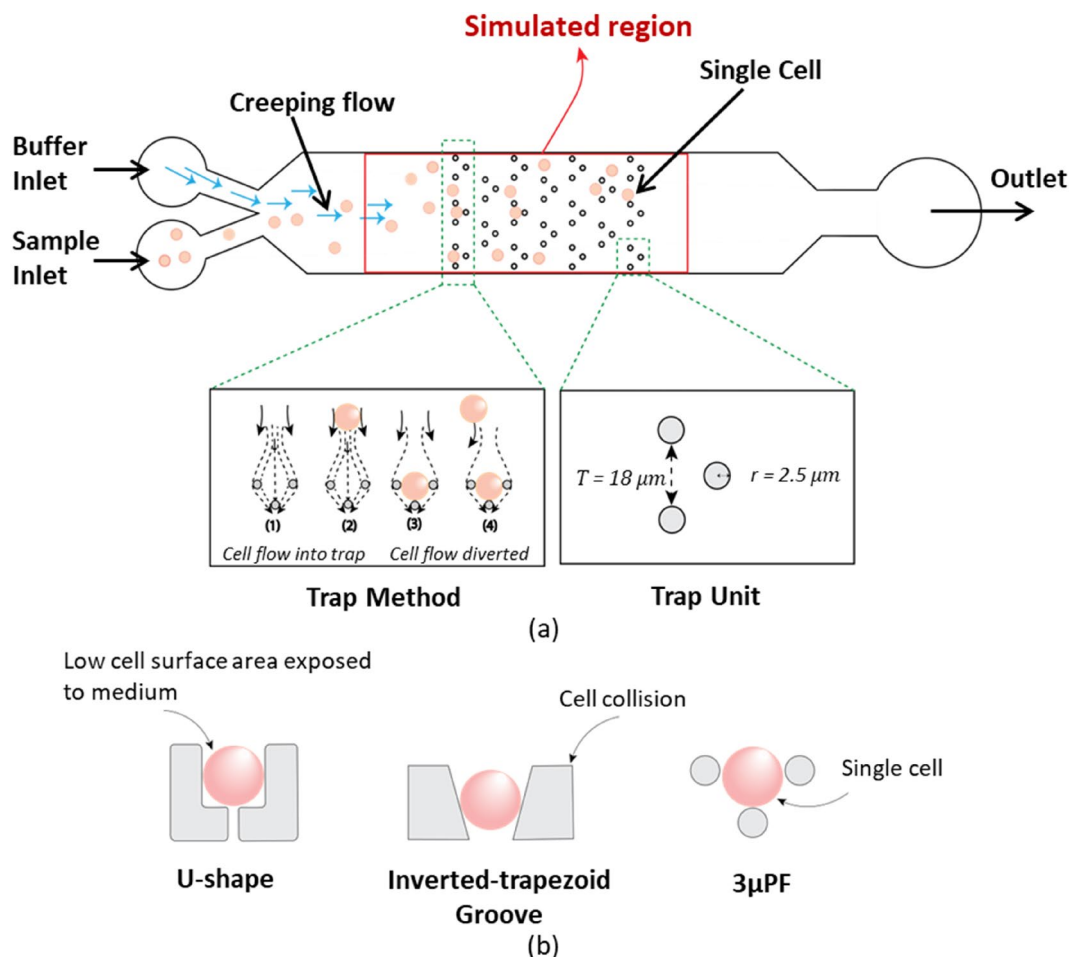 Simulated region
Single Cell
Creeping flow
Buffer
Inlet
Outlet
Sample
Inlet
T = 18 μm
r = 2.5 μm
(1)
(2)
(3)
(4)
Cell flow into trap
Cell flow diverted
Trap Method
Trap Unit
(a)
Low cell surface area exposed
to medium
Cell collision
Single cell
U-shape
Inverted-trapezoid
Groove
3μPF
(b)